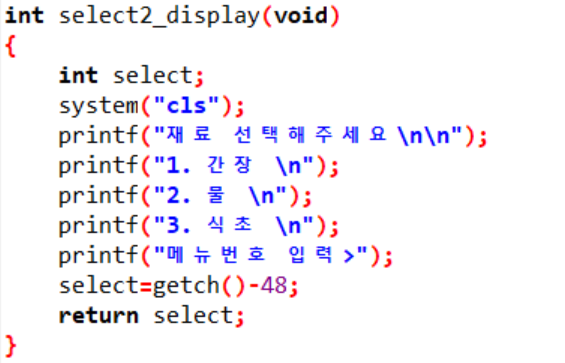 int select2_display(void)
{
    int select;
    system("cls");
    printf("재료 선택해주세요\n\n");
    printf("1. 간장 \n");
    printf("2. 물 \n");
    printf("3. 식초 \n");
    printf("메뉴번호 입력>");
    select=getch()-48;
    return select;
}